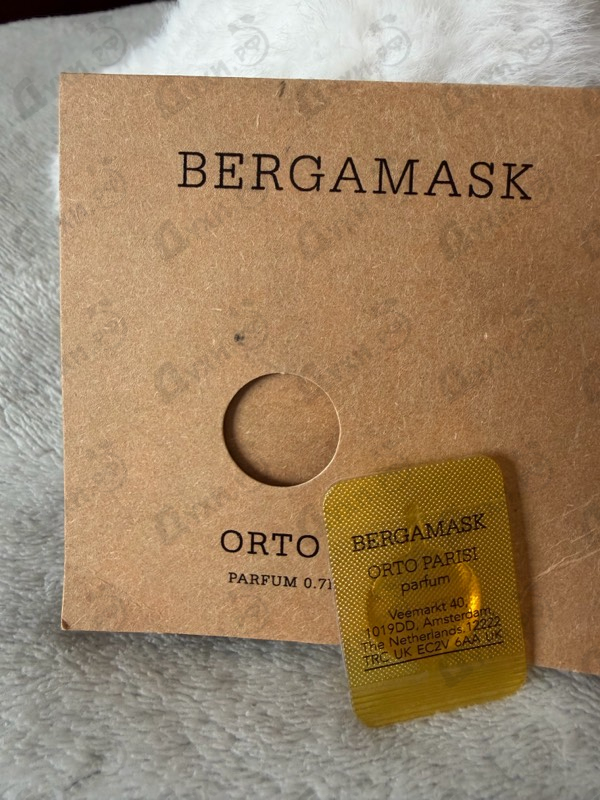 BERGAMASK
ORTO
PARFUM 0.7
BERGAMASK
ORTO PARISI
parfum
Veemarkt 40,
1019DD, Amsterdam,
The Netherlands,12222
TRC UK EC2V 6AA UK